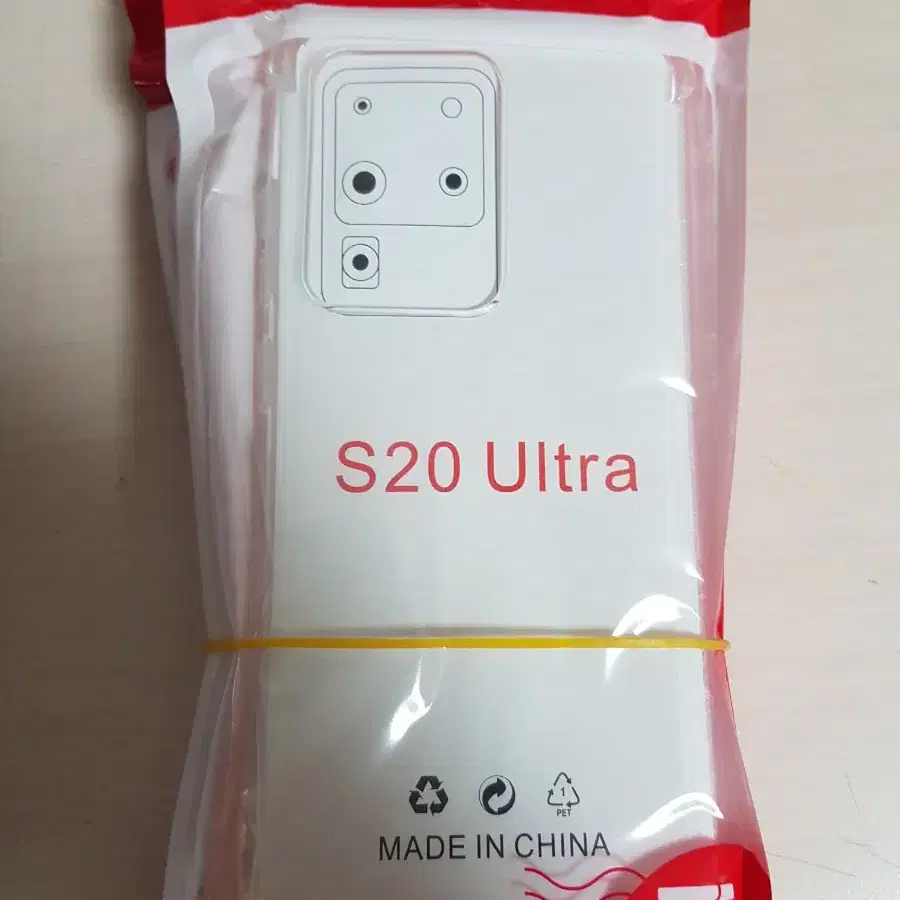 S20 Ultra
1
PET
MADE IN CHINA